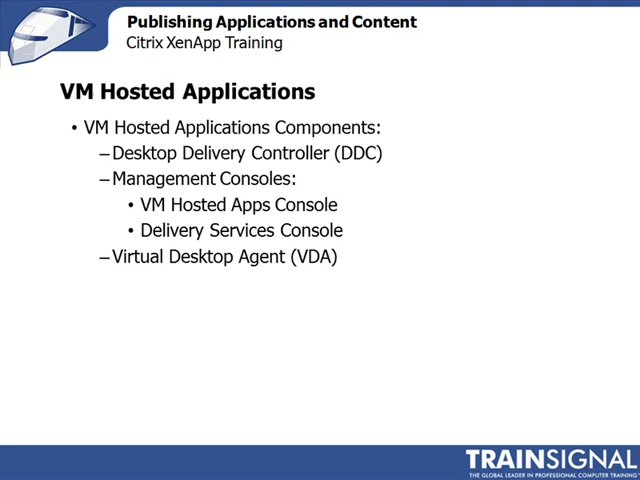 Publishing Applications and Content
Citrix XenApp Training
VM Hosted Applications
• VM Hosted Applications Components:
–Desktop Delivery Controller (DDC)
–Management Consoles:
• VM Hosted Apps Console
• Delivery Services Console
–Virtual Desktop Agent (VDA)
TRAINSIGNAL
THE GLOBAL LEADER IN PROFESSIONAL COMPUTER TRAINING